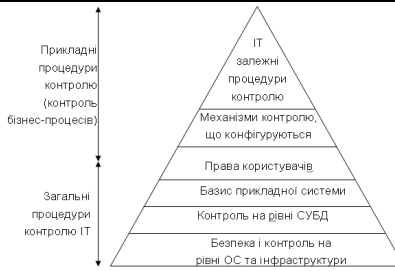 Прикладні
процедури
контролю
(контроль
бізнес-процесів)
Загальні
процедури
контролю ІТ
ІТ
залежні
процедури
контролю
Механізми контролю,
що конфігуруються
Права користувачів
Базис прикладної системи
Контроль на рівні СУБД
Безпека і контроль на
рівні ОС та інфраструктури